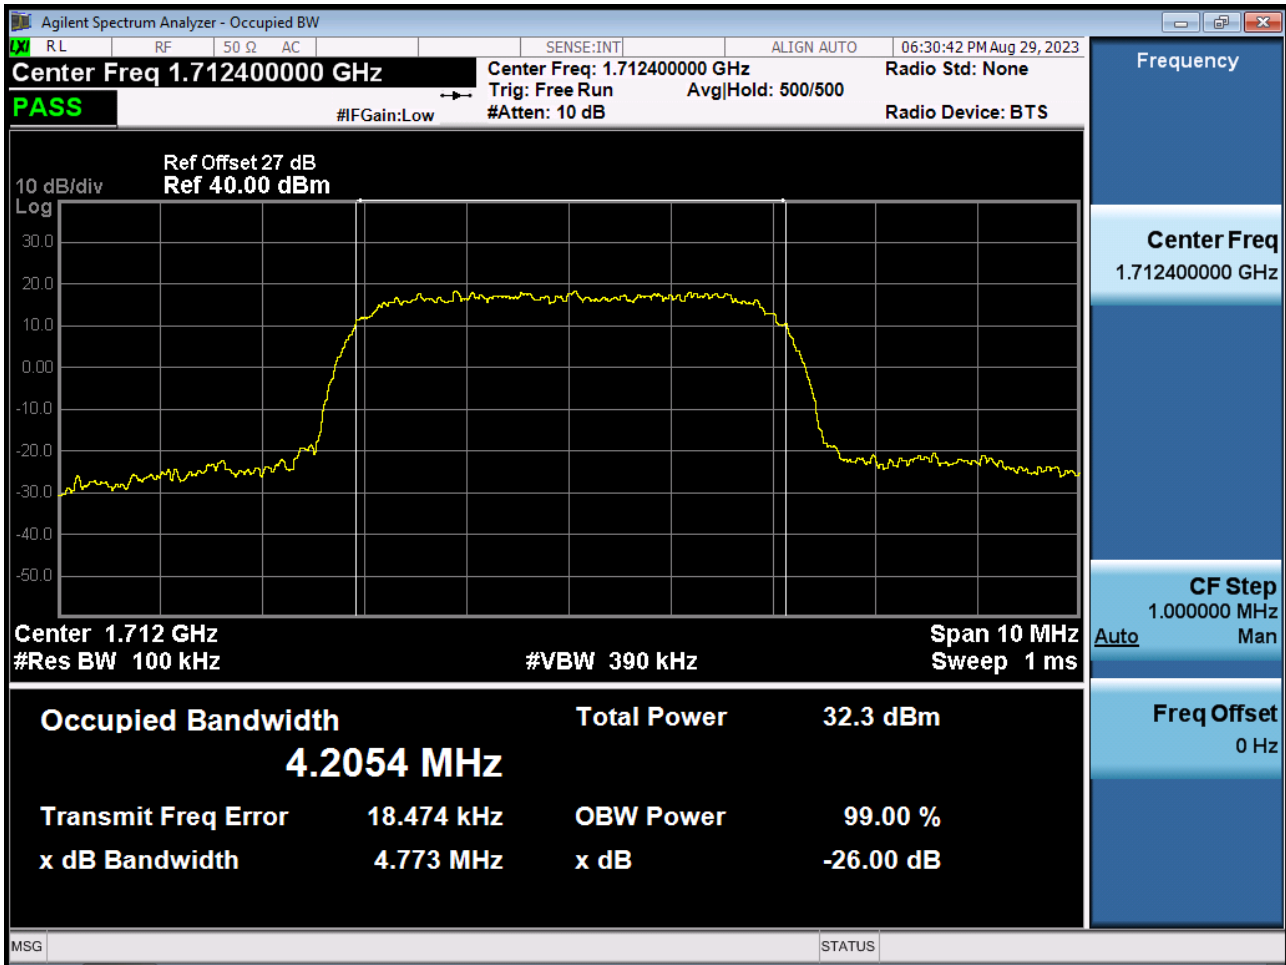 Agilent Spectrum Analyzer - Occupied BW
LXI RL RF 50 Ω AC SENSE:INT ALIGN AUTO 06:30:42 PM Aug 29, 2023
Center Freq 1.712400000 GHz
PASS
#IFGain:Low
Center Freq: 1.712400000 GHz
Trig: Free Run Avg|Hold: 500/500
#Atten: 10 dB
Radio Std: None
Radio Device: BTS
Ref Offset 27 dB
10 dB/div Ref 40.00 dBm
Log
30.0
20.0
10.0
0.00
-10.0
-20.0
-30.0
-40.0
-50.0
Center 1.712 GHz Span 10 MHz
#Res BW 100 kHz #VBW 390 kHz Sweep 1 ms
Occupied Bandwidth Total Power 32.3 dBm
4.2054 MHz
Transmit Freq Error 18.474 kHz OBW Power 99.00 %
x dB Bandwidth 4.773 MHz x dB -26.00 dB
MSG STATUS
Frequency
Center Freq
1.712400000 GHz
CF Step
1.000000 MHz
Auto Man
Freq Offset
0 Hz